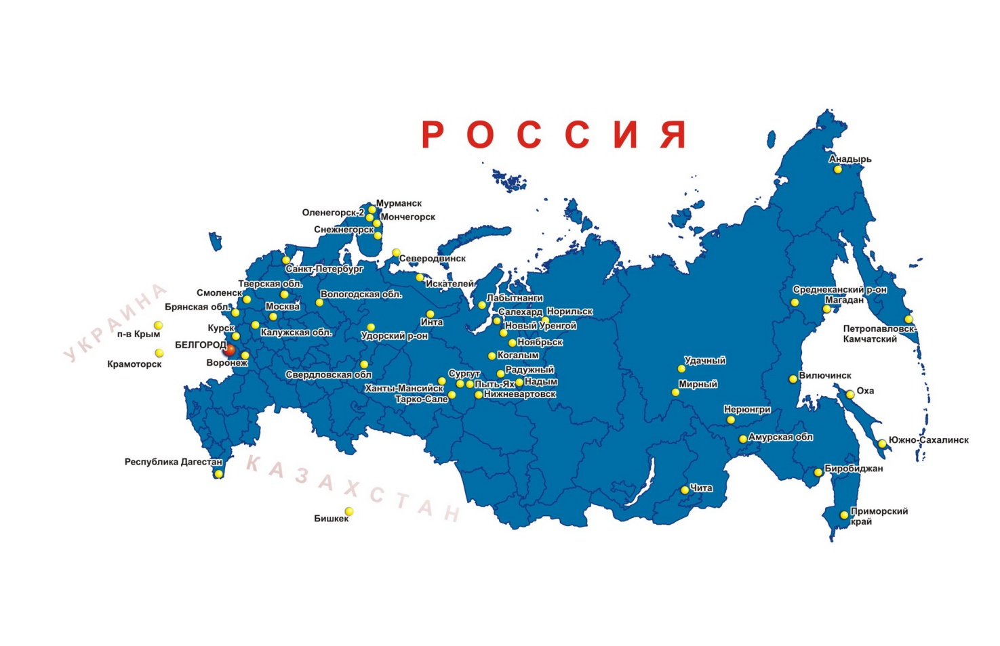 РОССИЯ
Анадырь
Мурманск
Оленегорск-2
Мончегорск
Снежнегорск
Северодвинск
Санкт-Петербург
Искателей
Тверская обл.
Смоленск
Вологодская обл.
Среднеканский р-он
Лабытнанги
Магадан
УКРАИНА
Брянская обл.
Москва
Салехард
Норильск
Инта
Новый Уренгой
Курск
Калужская обл.
Петропавловск-
Камчатский
п-в Крым
Удорский р-он
Ноябрьск
БЕЛГОРОД
Когалым
Воронеж
Крамоторск
Удачный
Свердловская обл
Сургут
Радужный
Вилючинск
Ханты-Мансийск
Пыть-Ях
Надым
Мирный
Тарко-Сале
Нижневартовск
Оха
Нерюнгри
Амурская обл
Южно-Сахалинск
Республика Дагестан
КАЗАХСТАН
Биробиджан
Чита
Бишкек
Приморский
край